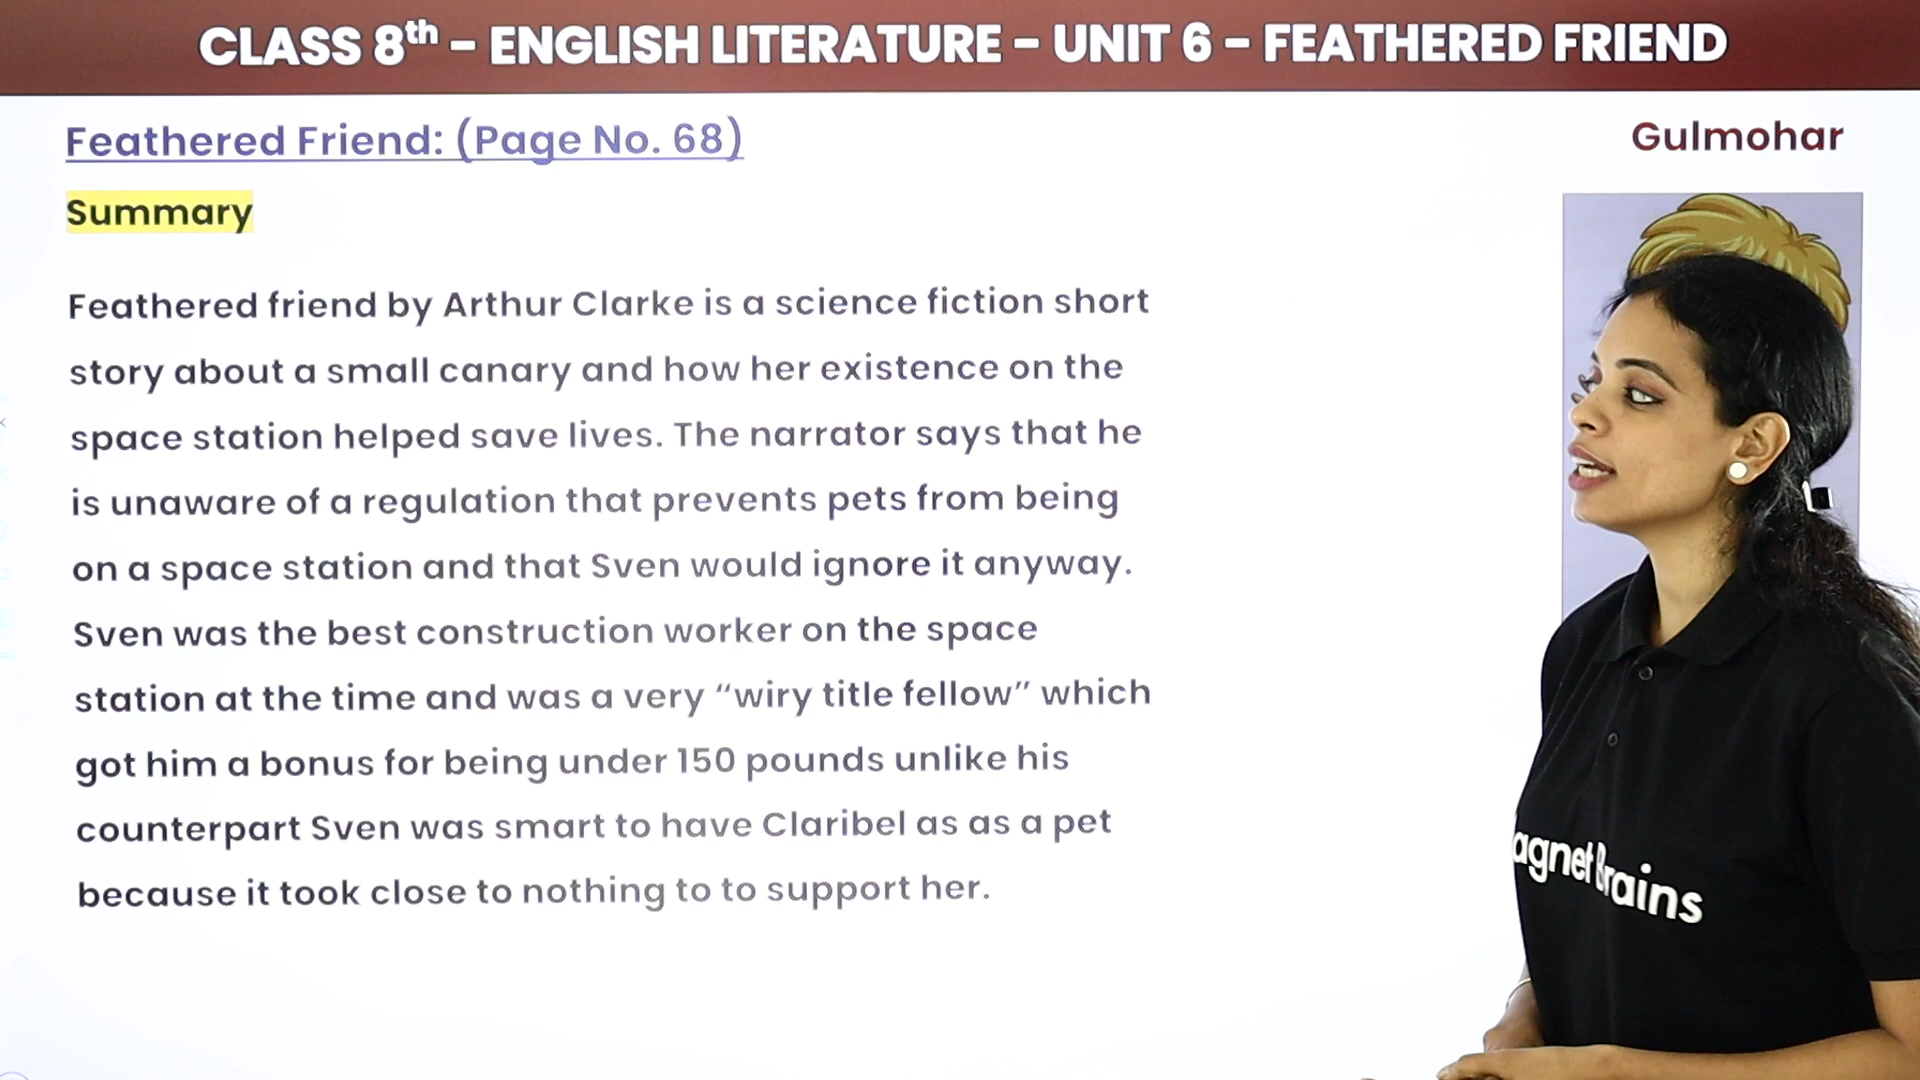 CLASS 8th – ENGLISH LITERATURE – UNIT 6 – FEATHERED FRIEND
Feathered Friend: (Page No. 68)
Gulmohar
Summary
Feathered friend by Arthur Clarke is a science fiction short
story about a small canary and how her existence on the
space station helped save lives. The narrator says that he
is unaware of a regulation that prevents pets from being
on a space station and that Sven would ignore it anyway.
Sven was the best construction worker on the space
station at the time and was a very “wiry title fellow” which
got him a bonus for being under 150 pounds unlike his
counterpart Sven was smart to have Claribel as as a pet
because it took close to nothing to to support her.
agnet Brains